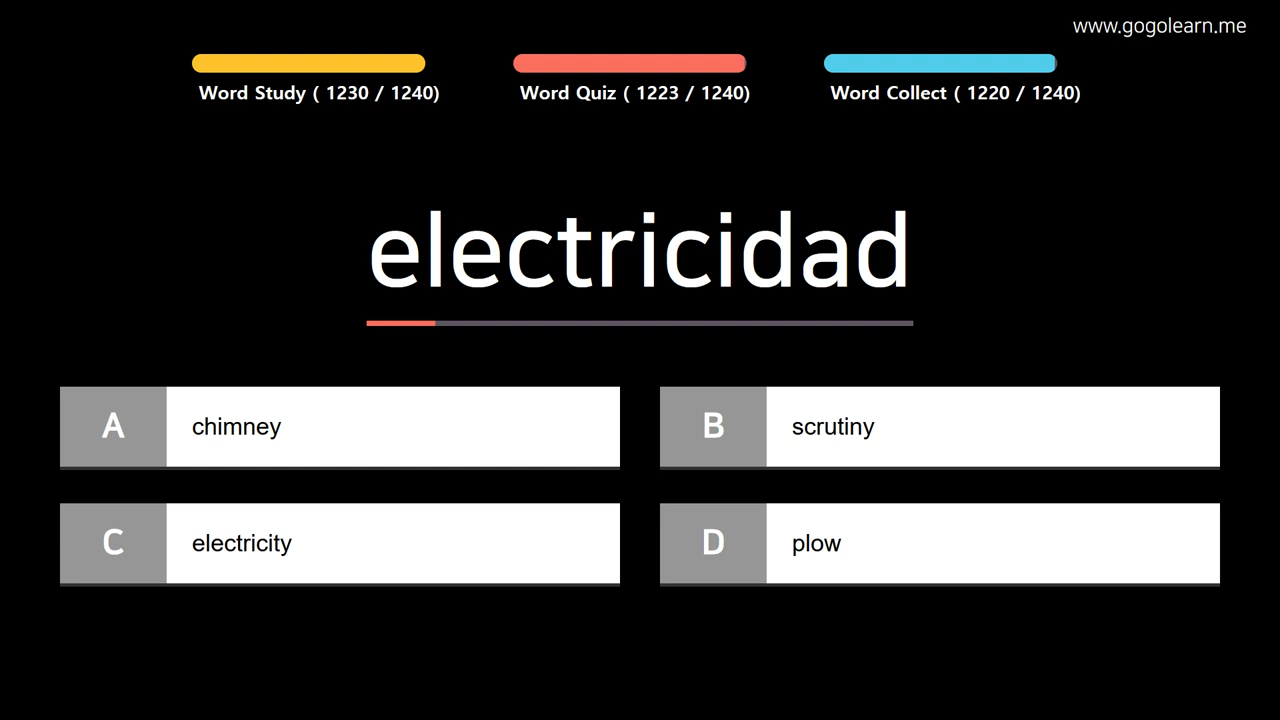 www.gogolearn.me
Word Study ( 1230 / 1240)
Word Quiz ( 1223 / 1240)
Word Collect ( 1220 / 1240)
electricidad
A chimney
B scrutiny
C electricity
D plow